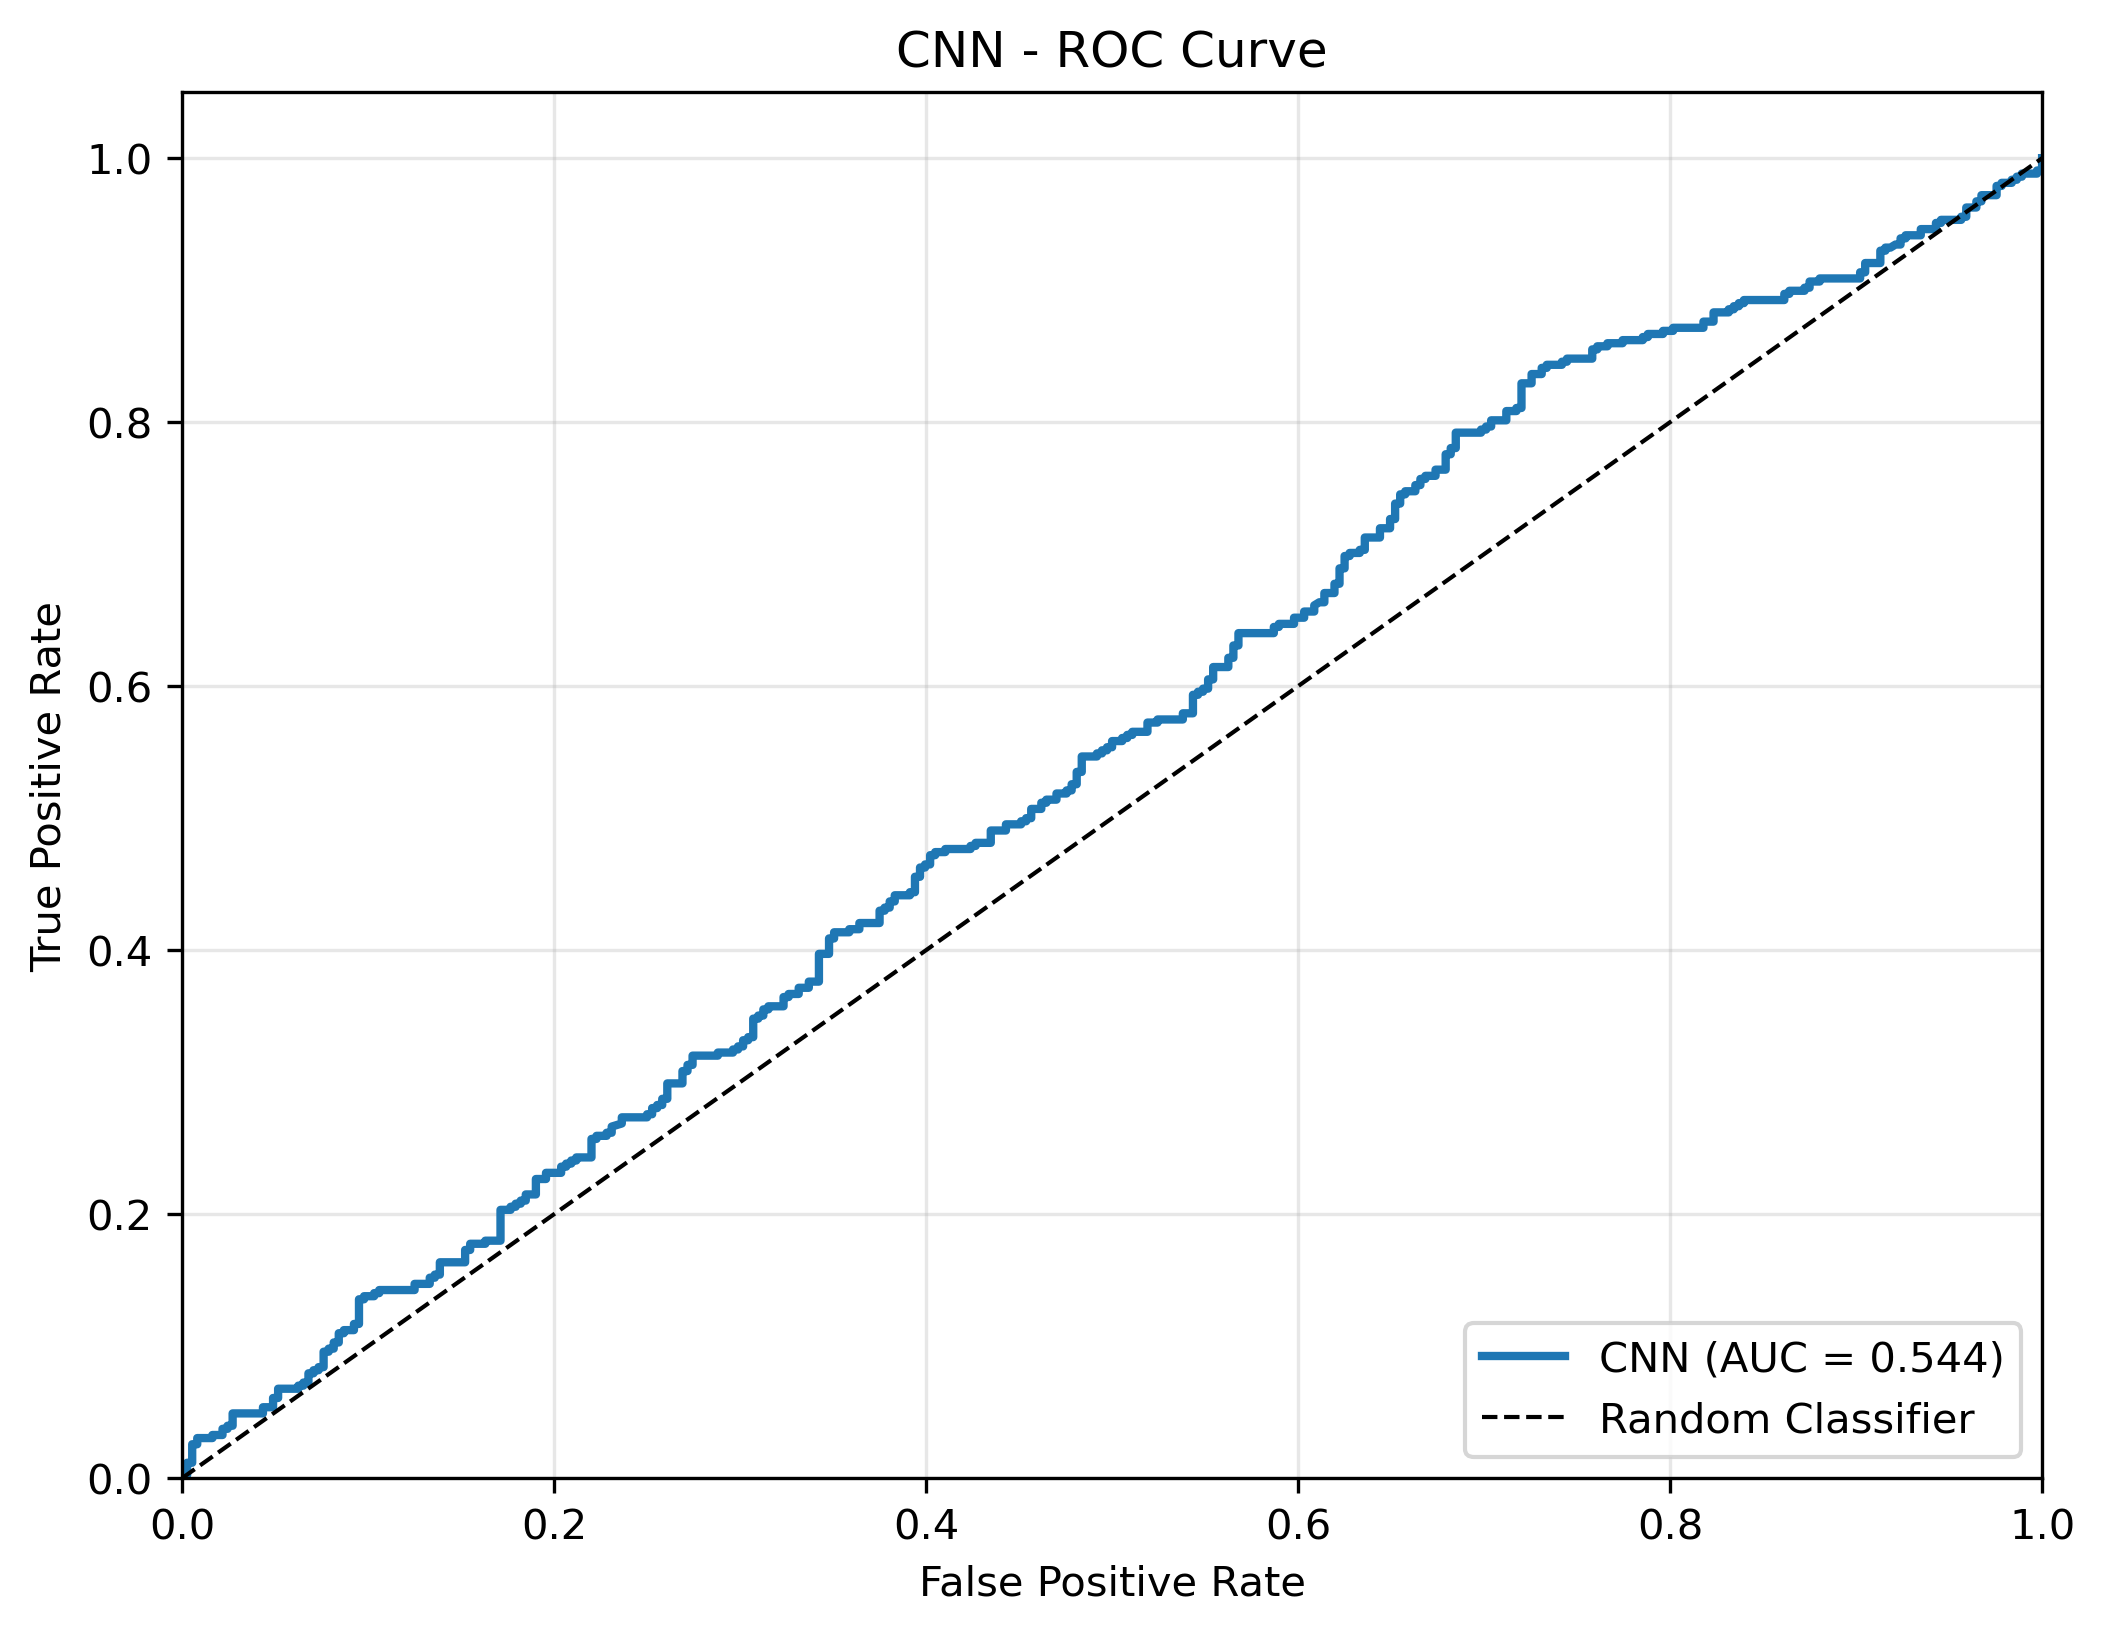 CNN - ROC Curve
1.0
0.8
0.6
0.4
0.2
0.0
True Positive Rate
CNN (AUC = 0.544)
Random Classifier
0.0 0.2 0.4 0.6 0.8 1.0
False Positive Rate